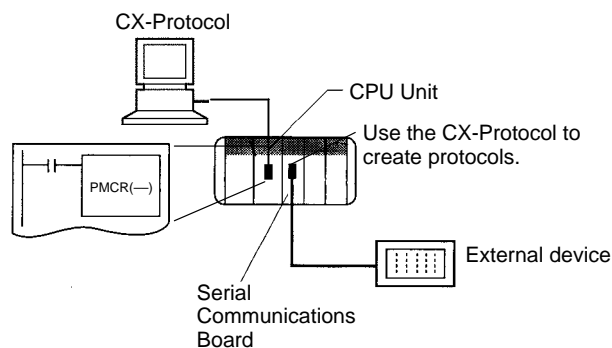 CX-Protocol
CPU Unit
Use the CX-Protocol to
create protocols.
PMCR(—)
External device
Serial
Communications
Board